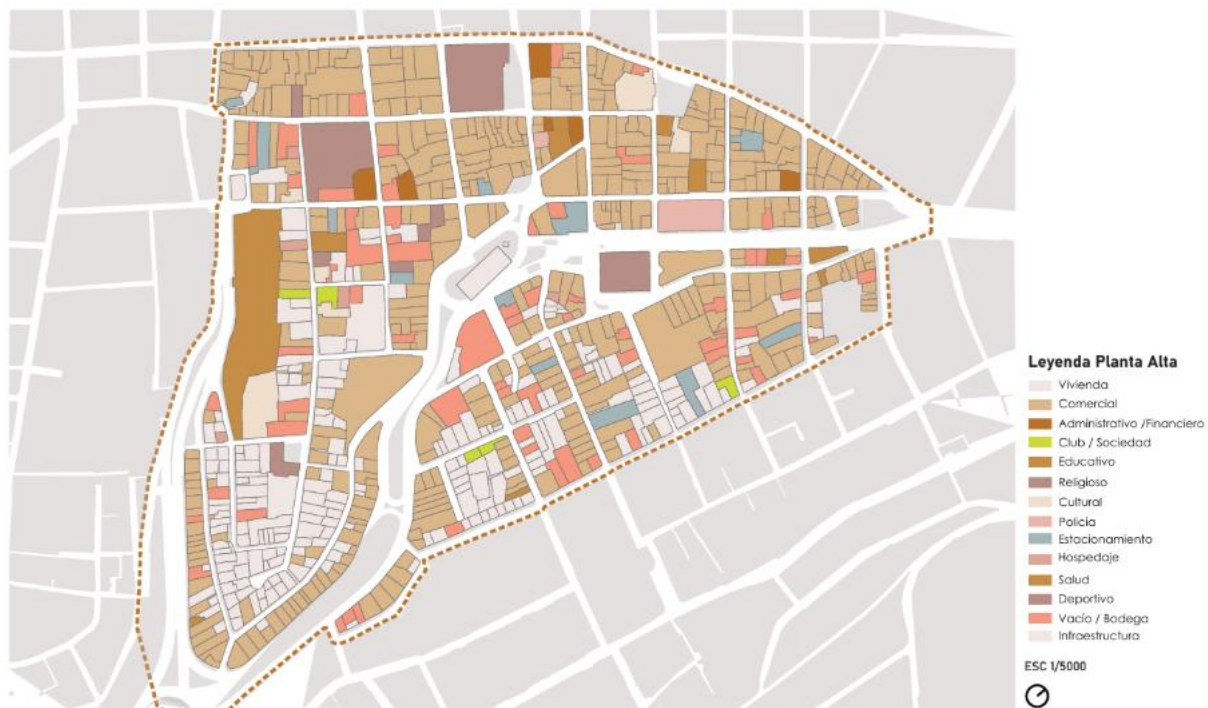 Leyenda Planta Alta
Vivienda
Comercial
Administrativo /Financiero
Club / Sociedad
Educativo
Religioso
Cultural
Policia
Estacionamiento
Hospedaje
Salud
Deportivo
Vacío / Bodega
Infraestructura
ESC 1/5000